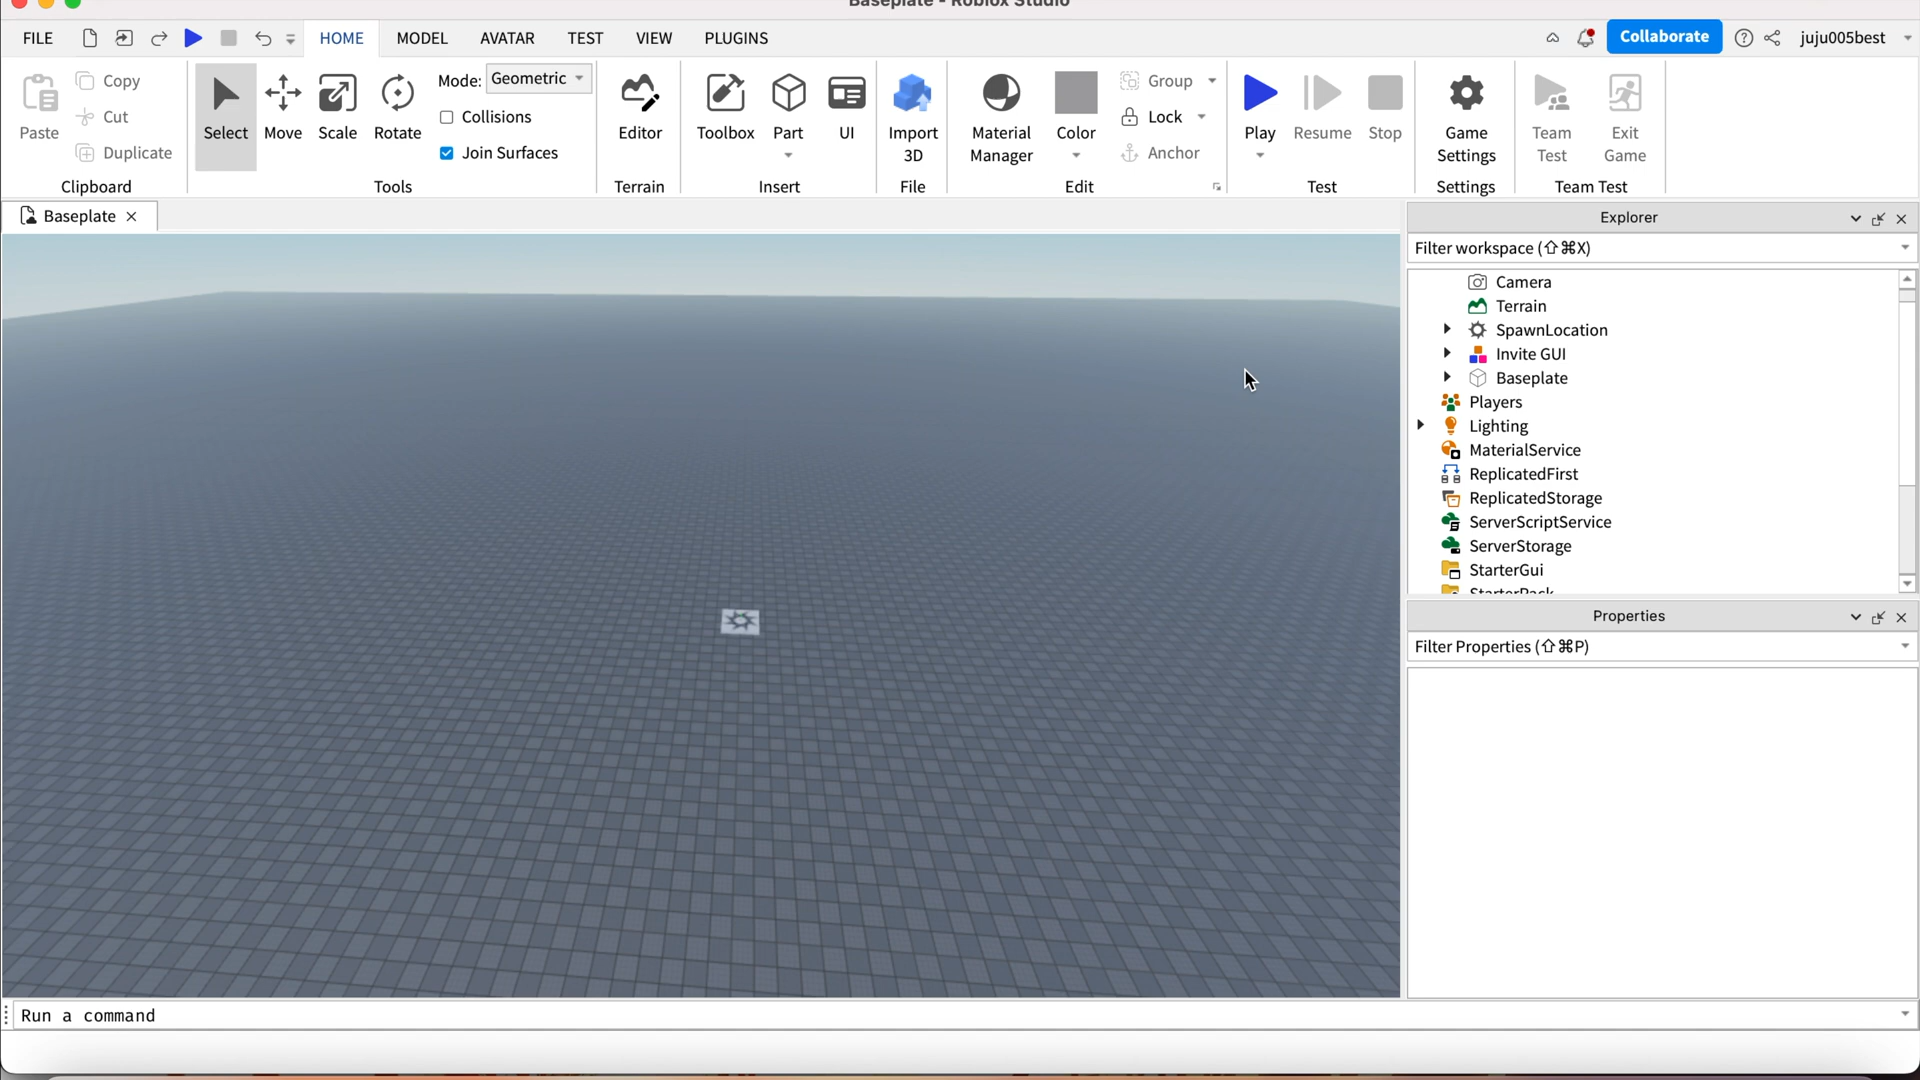 Baseplate - Roblox Studio
FILE HOME MODEL AVATAR TEST VIEW PLUGINS Collaborate juju005best
Paste
Copy
Cut
Duplicate
Clipboard
Select Move Scale Rotate
Mode: Geometric
Collisions
Join Surfaces
Tools
Editor
Terrain
Toolbox Part UI
Insert
Import
3D
File
Material
Manager
Color
Group
Lock
Anchor
Edit
Play Resume Stop
Test
Game
Settings
Settings
Team
Test
Exit
Game
Team Test
Baseplate
Explorer
Filter workspace (⇧⌘X)
Camera
Terrain
SpawnLocation
Invite GUI
Baseplate
Players
Lighting
MaterialService
ReplicatedFirst
ReplicatedStorage
ServerScriptService
ServerStorage
StarterGui
StarterPack
Properties
Filter Properties (⇧⌘P)
Run a command